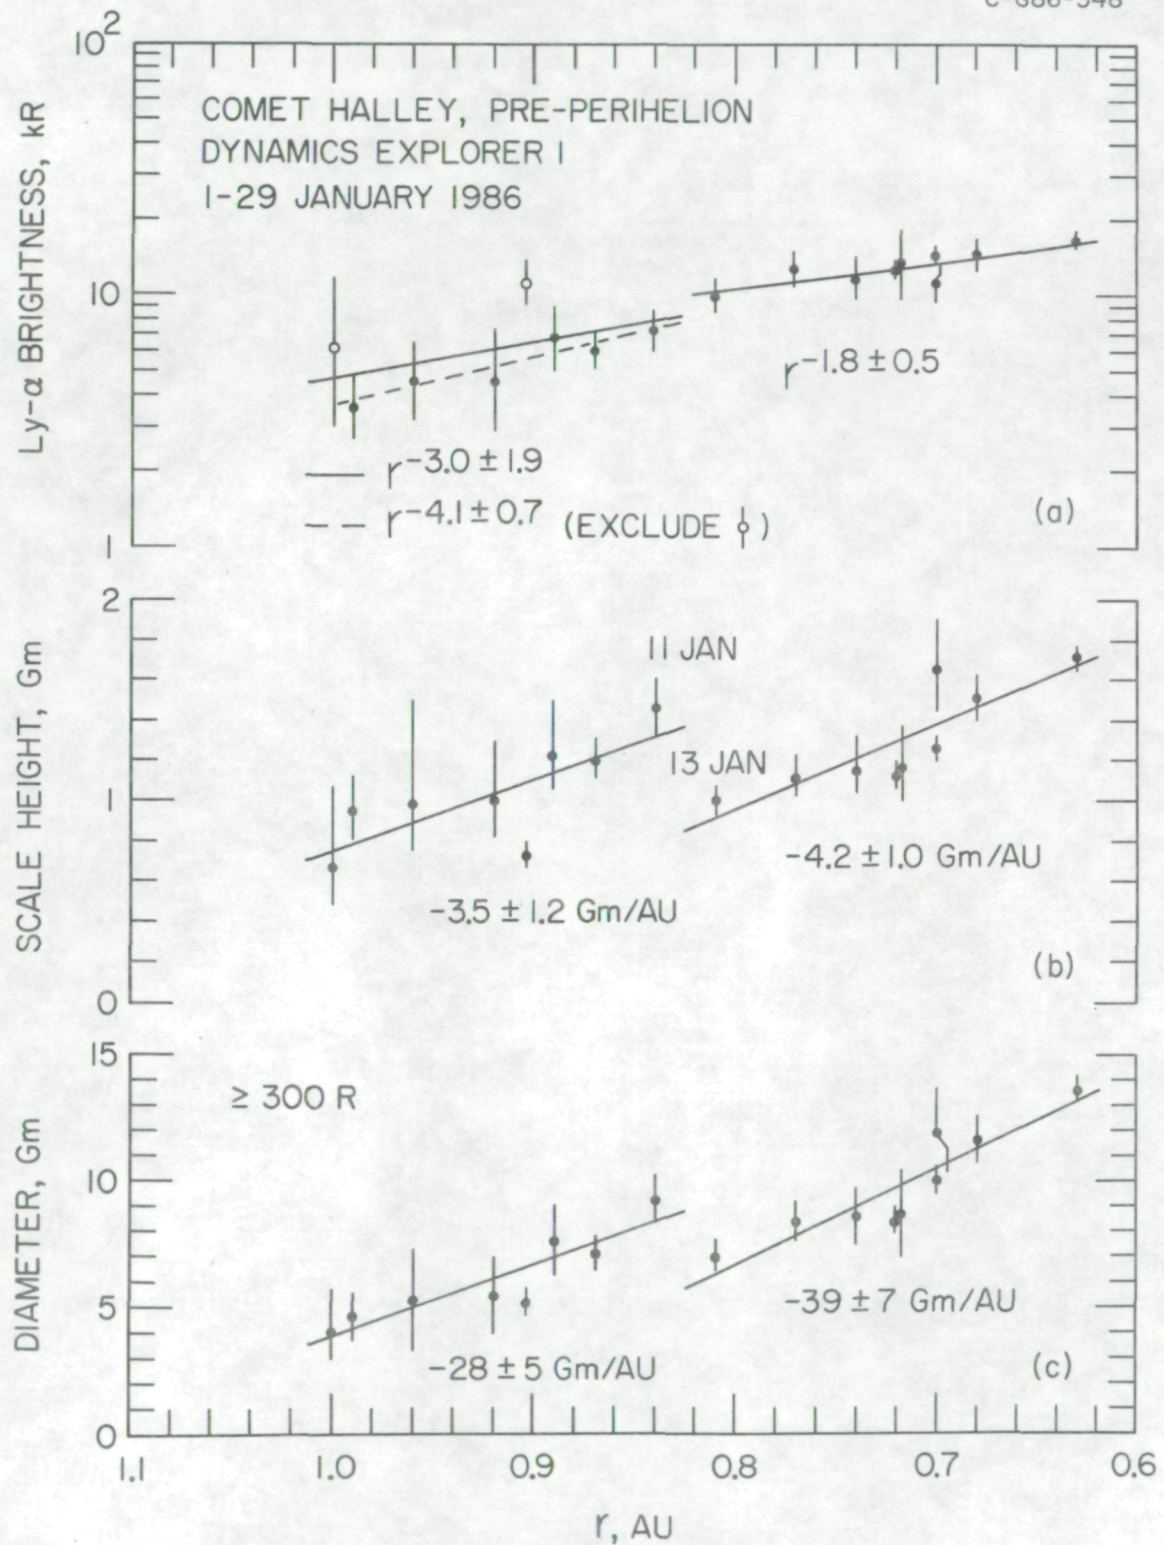 C-G86-548
10²
Ly-α BRIGHTNESS, kR
COMET HALLEY, PRE-PERIHELION
DYNAMICS EXPLORER I
1-29 JANUARY 1986
10
r^-1.8 ± 0.5
r^-3.0 ± 1.9
r^-4.1 ± 0.7 (EXCLUDE ϕ)
(a)
1
2
SCALE HEIGHT, Gm
11 JAN
13 JAN
1
-4.2 ± 1.0 Gm/AU
-3.5 ± 1.2 Gm/AU
(b)
0
15
DIAMETER, Gm
≥ 300 R
10
5
-39 ± 7 Gm/AU
-28 ± 5 Gm/AU
(c)
0
1.1 1.0 0.9 0.8 0.7 0.6
r, AU